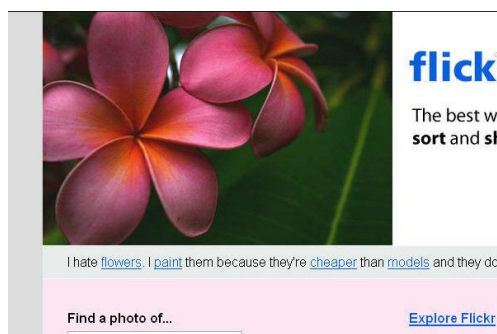 flick
The best w
sort and sh
I hate flowers. I paint them because they're cheaper than models and they do
Find a photo of...
Explore Flickr